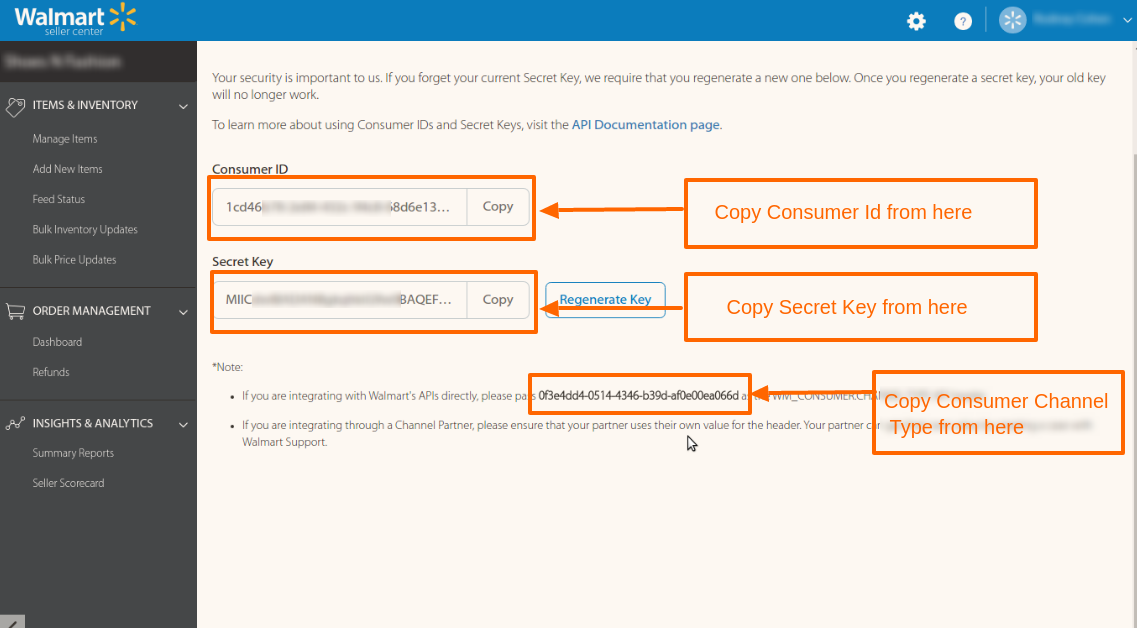 Walmart
seller center
?
ITEMS & INVENTORY
Manage Items
Add New Items
Feed Status
Bulk Inventory Updates
Bulk Price Updates
ORDER MANAGEMENT
Dashboard
Refunds
INSIGHTS & ANALYTICS
Summary Reports
Seller Scorecard
Your security is important to us. If you forget your current Secret Key, we require that you regenerate a new one below. Once you regenerate a secret key, your old key
will no longer work.
To learn more about using Consumer IDs and Secret Keys, visit the API Documentation page.
Consumer ID
1cd46 8d6e13... Copy
Copy Consumer Id from here
Secret Key
MIIC BAQEF... Copy Regenerate Key
Copy Secret Key from here
*Note:
• If you are integrating with Walmart's APIs directly, please pass 0f3e4dd4-0514-4346-b39d-af0e00ea066d as the WM_CONSUMER.CHA
• If you are integrating through a Channel Partner, please ensure that your partner uses their own value for the header. Your partner can
Walmart Support.
Copy Consumer Channel
Type from here